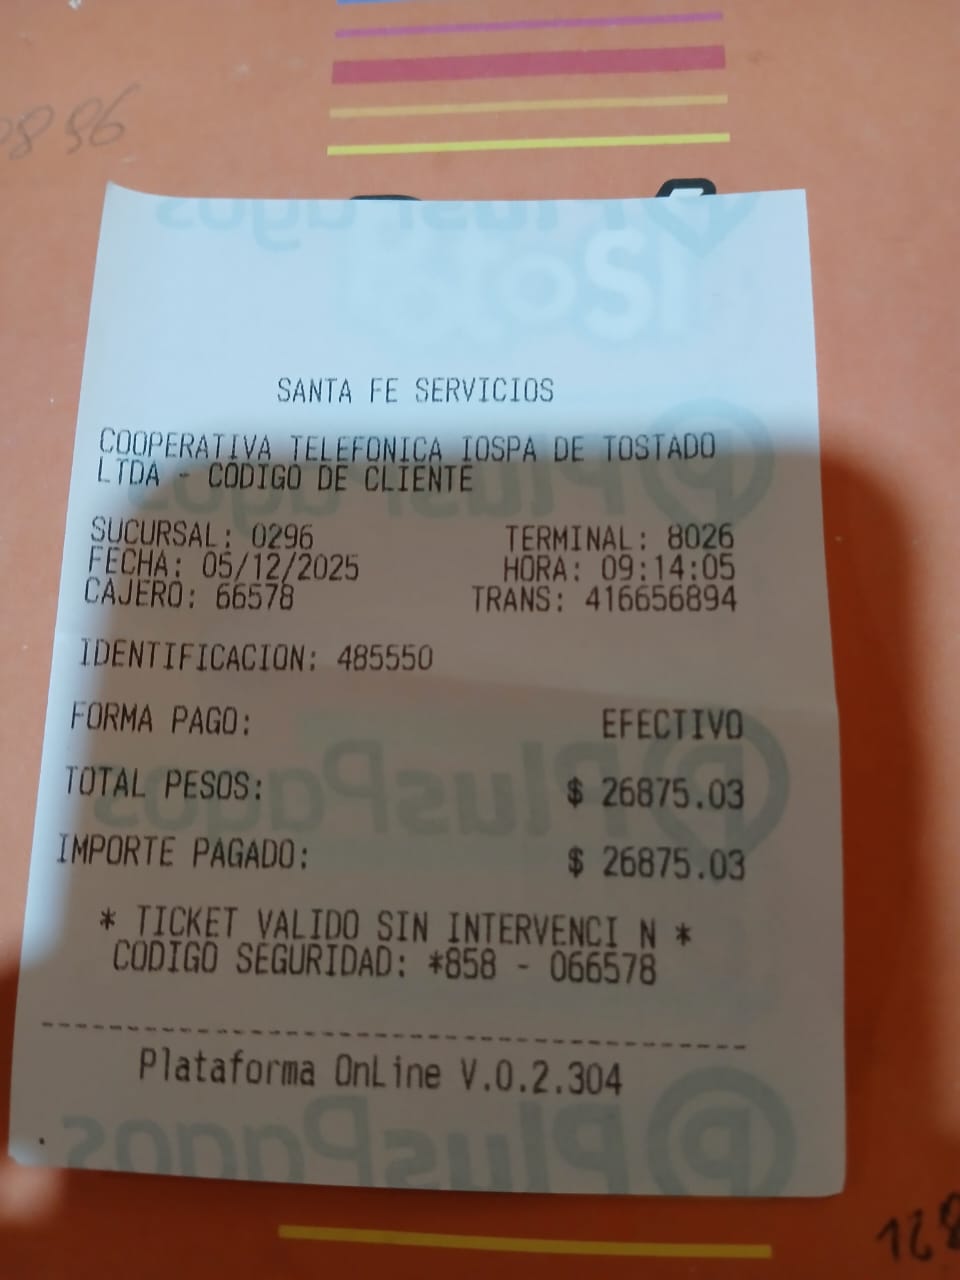 SANTA FE SERVICIOS
COOPERATIVA TELEFONICA IOSPA DE TOSTADO
LTDA - CODIGO DE CLIENTE
SUCURSAL: 0296 TERMINAL: 8026
FECHA: 05/12/2025 HORA: 09:14:05
CAJERO: 66578 TRANS: 416656894
IDENTIFICACION: 485550
FORMA PAGO: EFECTIVO
TOTAL PESOS: $ 26875.03
IMPORTE PAGADO: $ 26875.03
* TICKET VALIDO SIN INTERVENCI N *
CODIGO SEGURIDAD: *858 - 066578
Plataforma OnLine V.0.2.304
PlusPagos